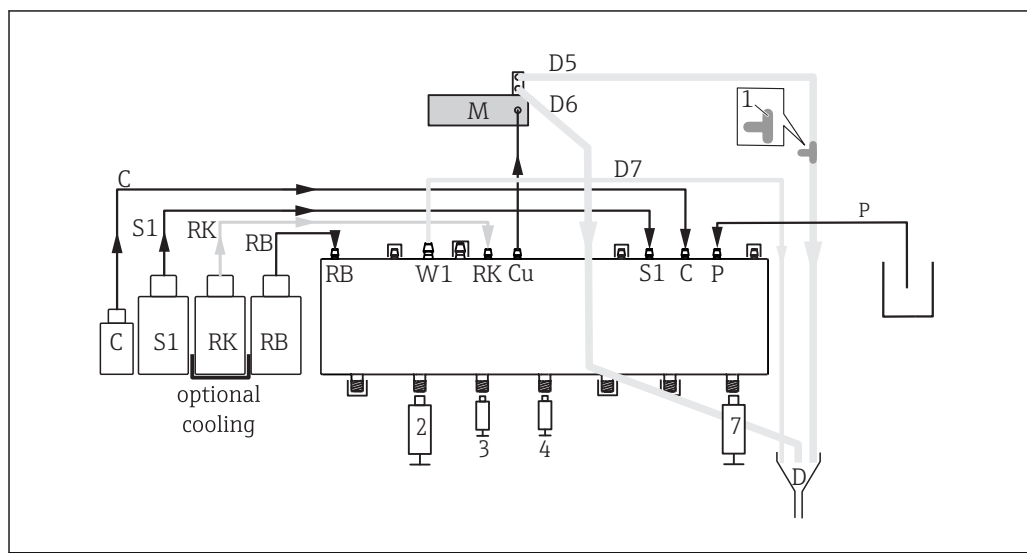 D5
M
D6
1
C
D7
S1
RK
RB
P
RB
W1
RK
Cu
S1
C
P
C
S1
RK
RB
optional
cooling
2
3
4
7
D